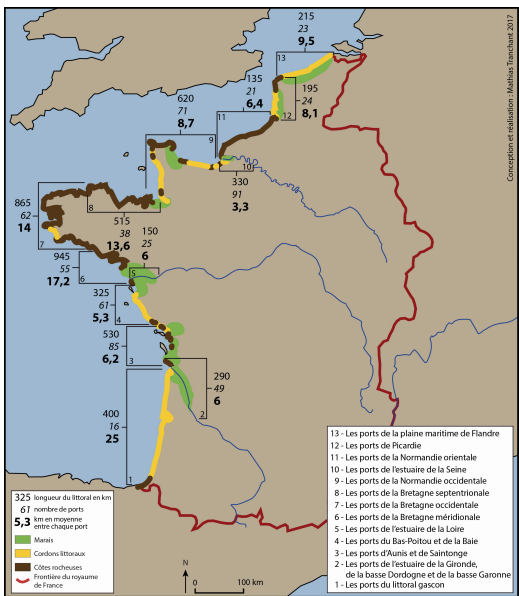 215
23
9,5
13
Conception et réalisation : Mathias Tranchant 2017
135
21
6,4
195
24
8,1
12
620
71
8,7
9
11
10
330
91
3,3
865
62
14
7
8
515
38
13,6
150
25
6
5
945
55
17,2
6
325
61
5,3
4
530
85
6,2
3
290
49
6
2
400
16
25
1
13 - Les ports de la plaine maritime de Flandre
12 - Les ports de Picardie
11 - Les ports de la Normandie orientale
10 - Les ports de l'estuaire de la Seine
9 - Les ports de la Normandie occidentale
8 - Les ports de la Bretagne septentrionale
7 - Les ports de la Bretagne occidentale
6 - Les ports de la Bretagne méridionale
5 - Les ports de l'estuaire de la Loire
4 - Les ports du Bas-Poitou et de la Baie
3 - Les ports d'Aunis et de Saintonge
2 - Les ports de l'estuaire de la Gironde,
de la basse Dordogne et de la basse Garonne
1 - Les ports du littoral gascon
325 longueur du littoral en km
61 nombre de ports
5,3 km en moyenne
entre chaque port
Marais
Cordons littoraux
Côtes rocheuses
Frontière du royaume
de France
N
0 100 km